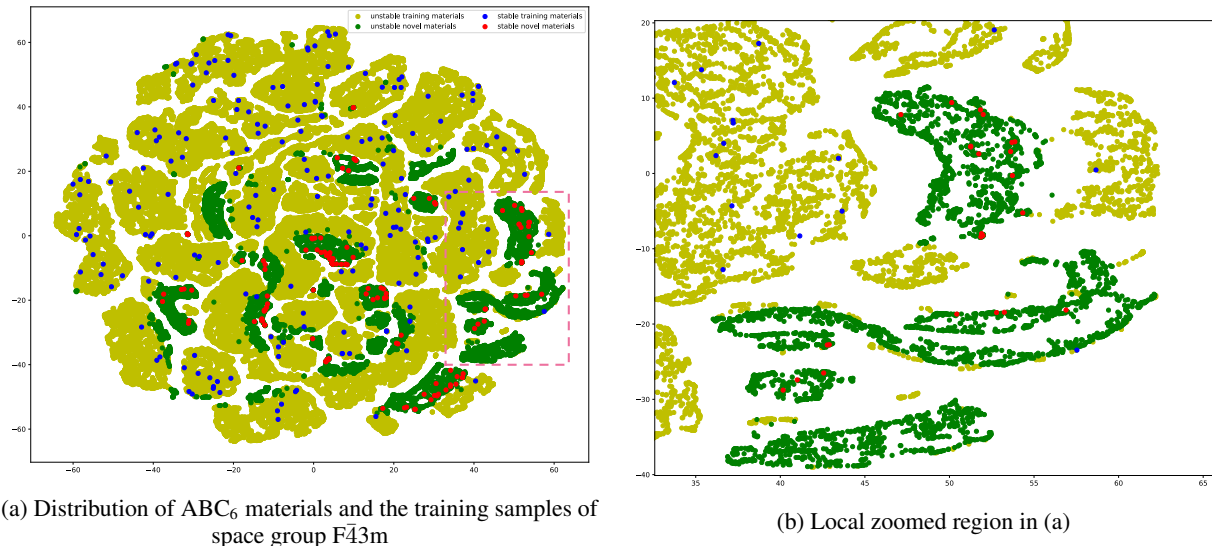 unstable training materials stable training materials
unstable novel materials stable novel materials
60
40
20
0
−20
−40
−60
−60 −40 −20 0 20 40 60
20
10
0
−10
−20
−30
−40
35 40 45 50 55 60 65
(a) Distribution of ABC₆ materials and the training samples of
space group F4̄3m
(b) Local zoomed region in (a)